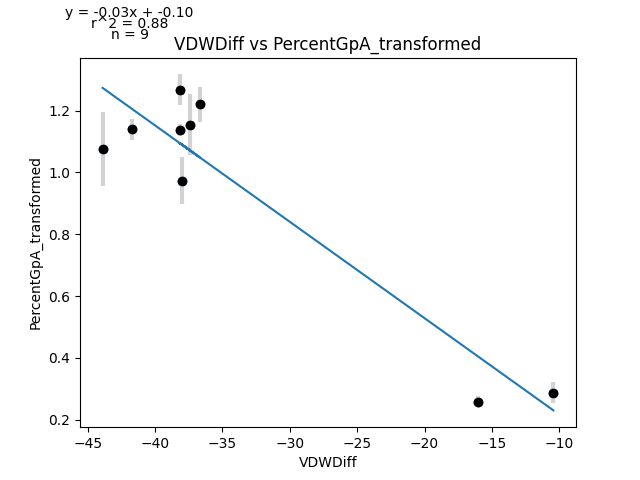 y = -0.03x + -0.10
r^2 = 0.88
n = 9
VDWDiff vs PercentGpA_transformed
PercentGpA_transformed
1.2
1.0
0.8
0.6
0.4
0.2
−45 −40 −35 −30 −25 −20 −15 −10
VDWDiff